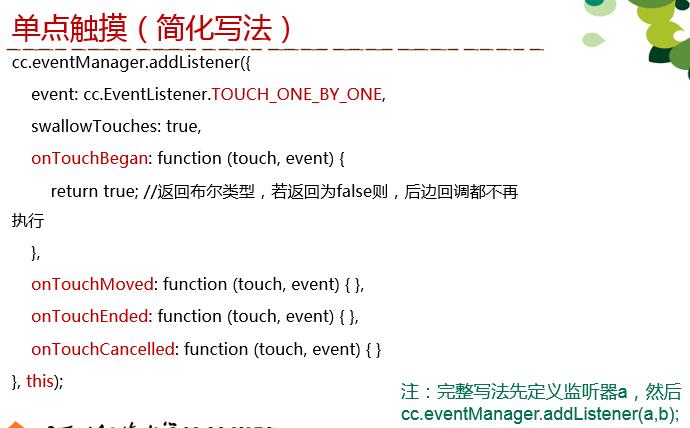 单点触摸（简化写法）
cc.eventManager.addListener({
event: cc.EventListener.TOUCH_ONE_BY_ONE,
swallowTouches: true,
onTouchBegan: function (touch, event) {
return true; //返回布尔类型，若返回为false则，后边回调都不再
执行
},
onTouchMoved: function (touch, event) { },
onTouchEnded: function (touch, event) { },
onTouchCancelled: function (touch, event) { }
}, this);
注：完整写法先定义监听器a，然后
cc.eventManager.addListener(a,b);